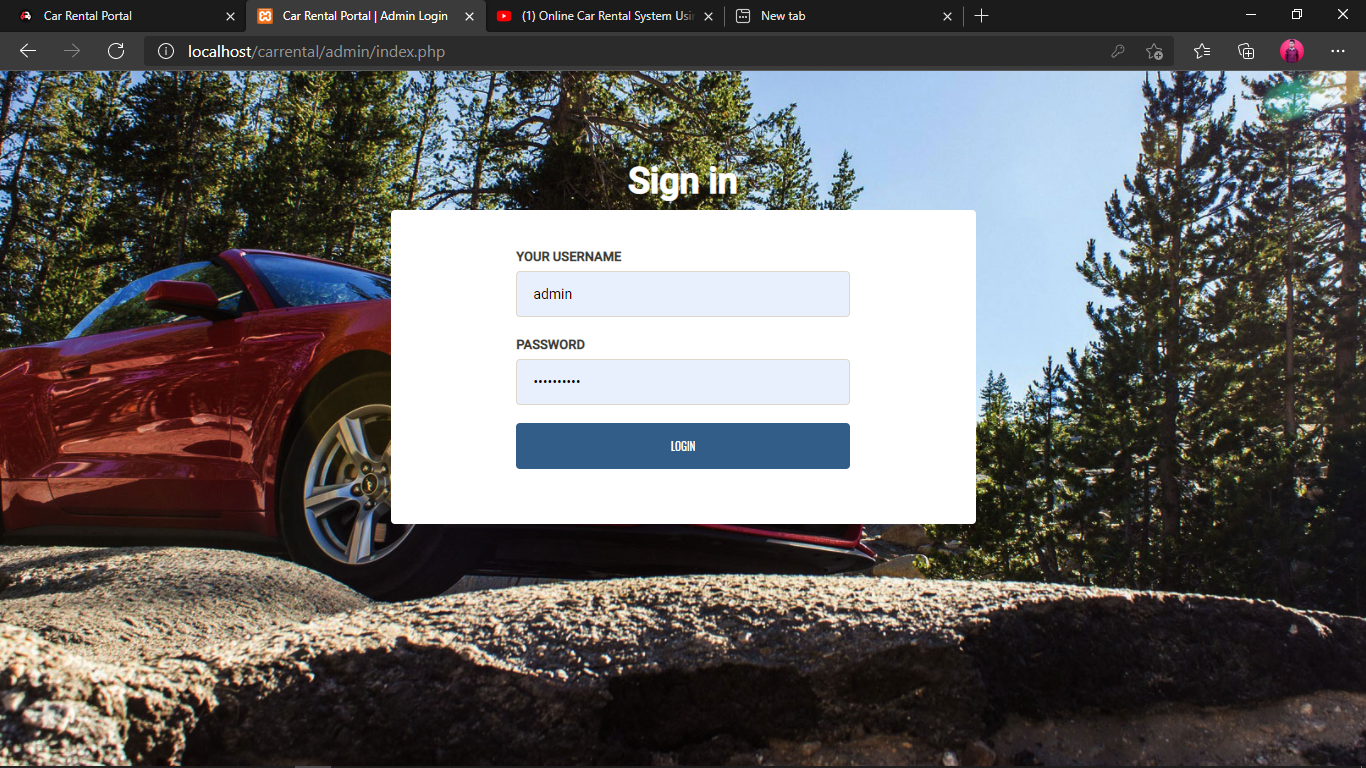 Car Rental Portal
Car Rental Portal | Admin Login
(1) Online Car Rental System Usi
New tab
localhost/carrental/admin/index.php
Sign in
YOUR USERNAME
admin
PASSWORD
••••••••••
LOGIN